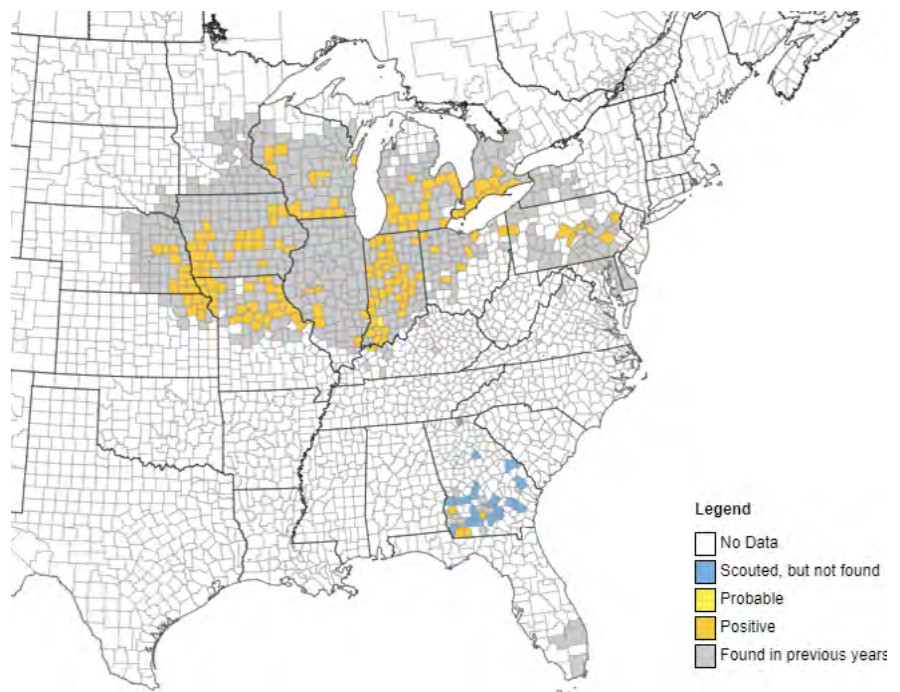 Legend
No Data
Scouted, but not found
Probable
Positive
Found in previous years